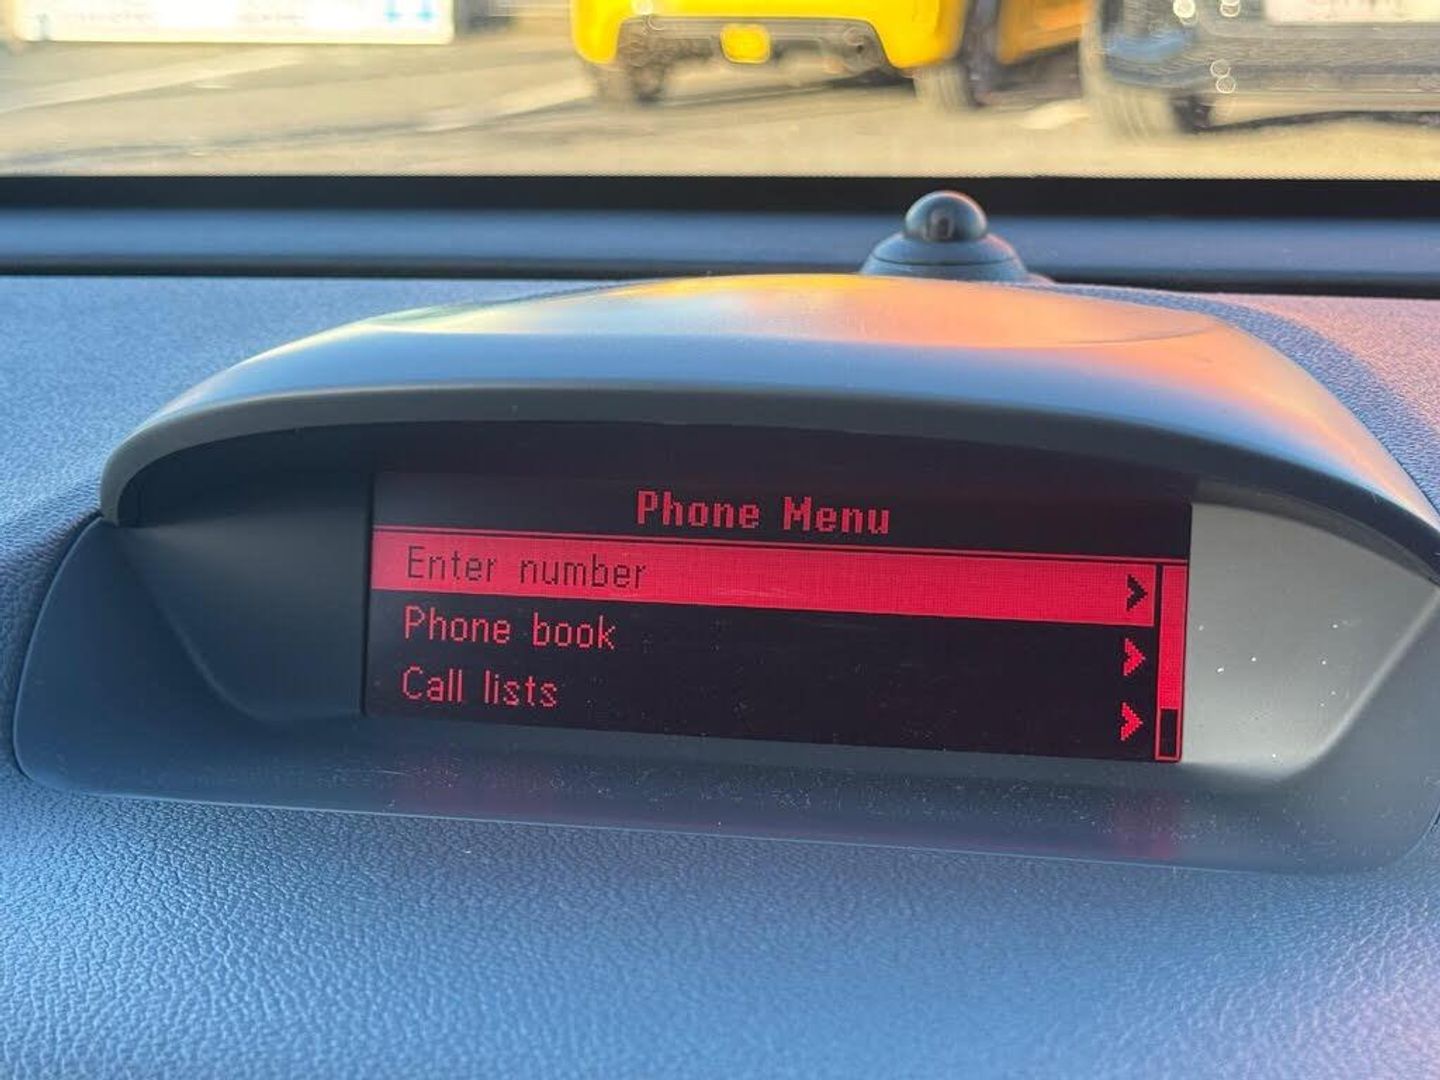 Phone Menu
Enter number
Phone book
Call lists